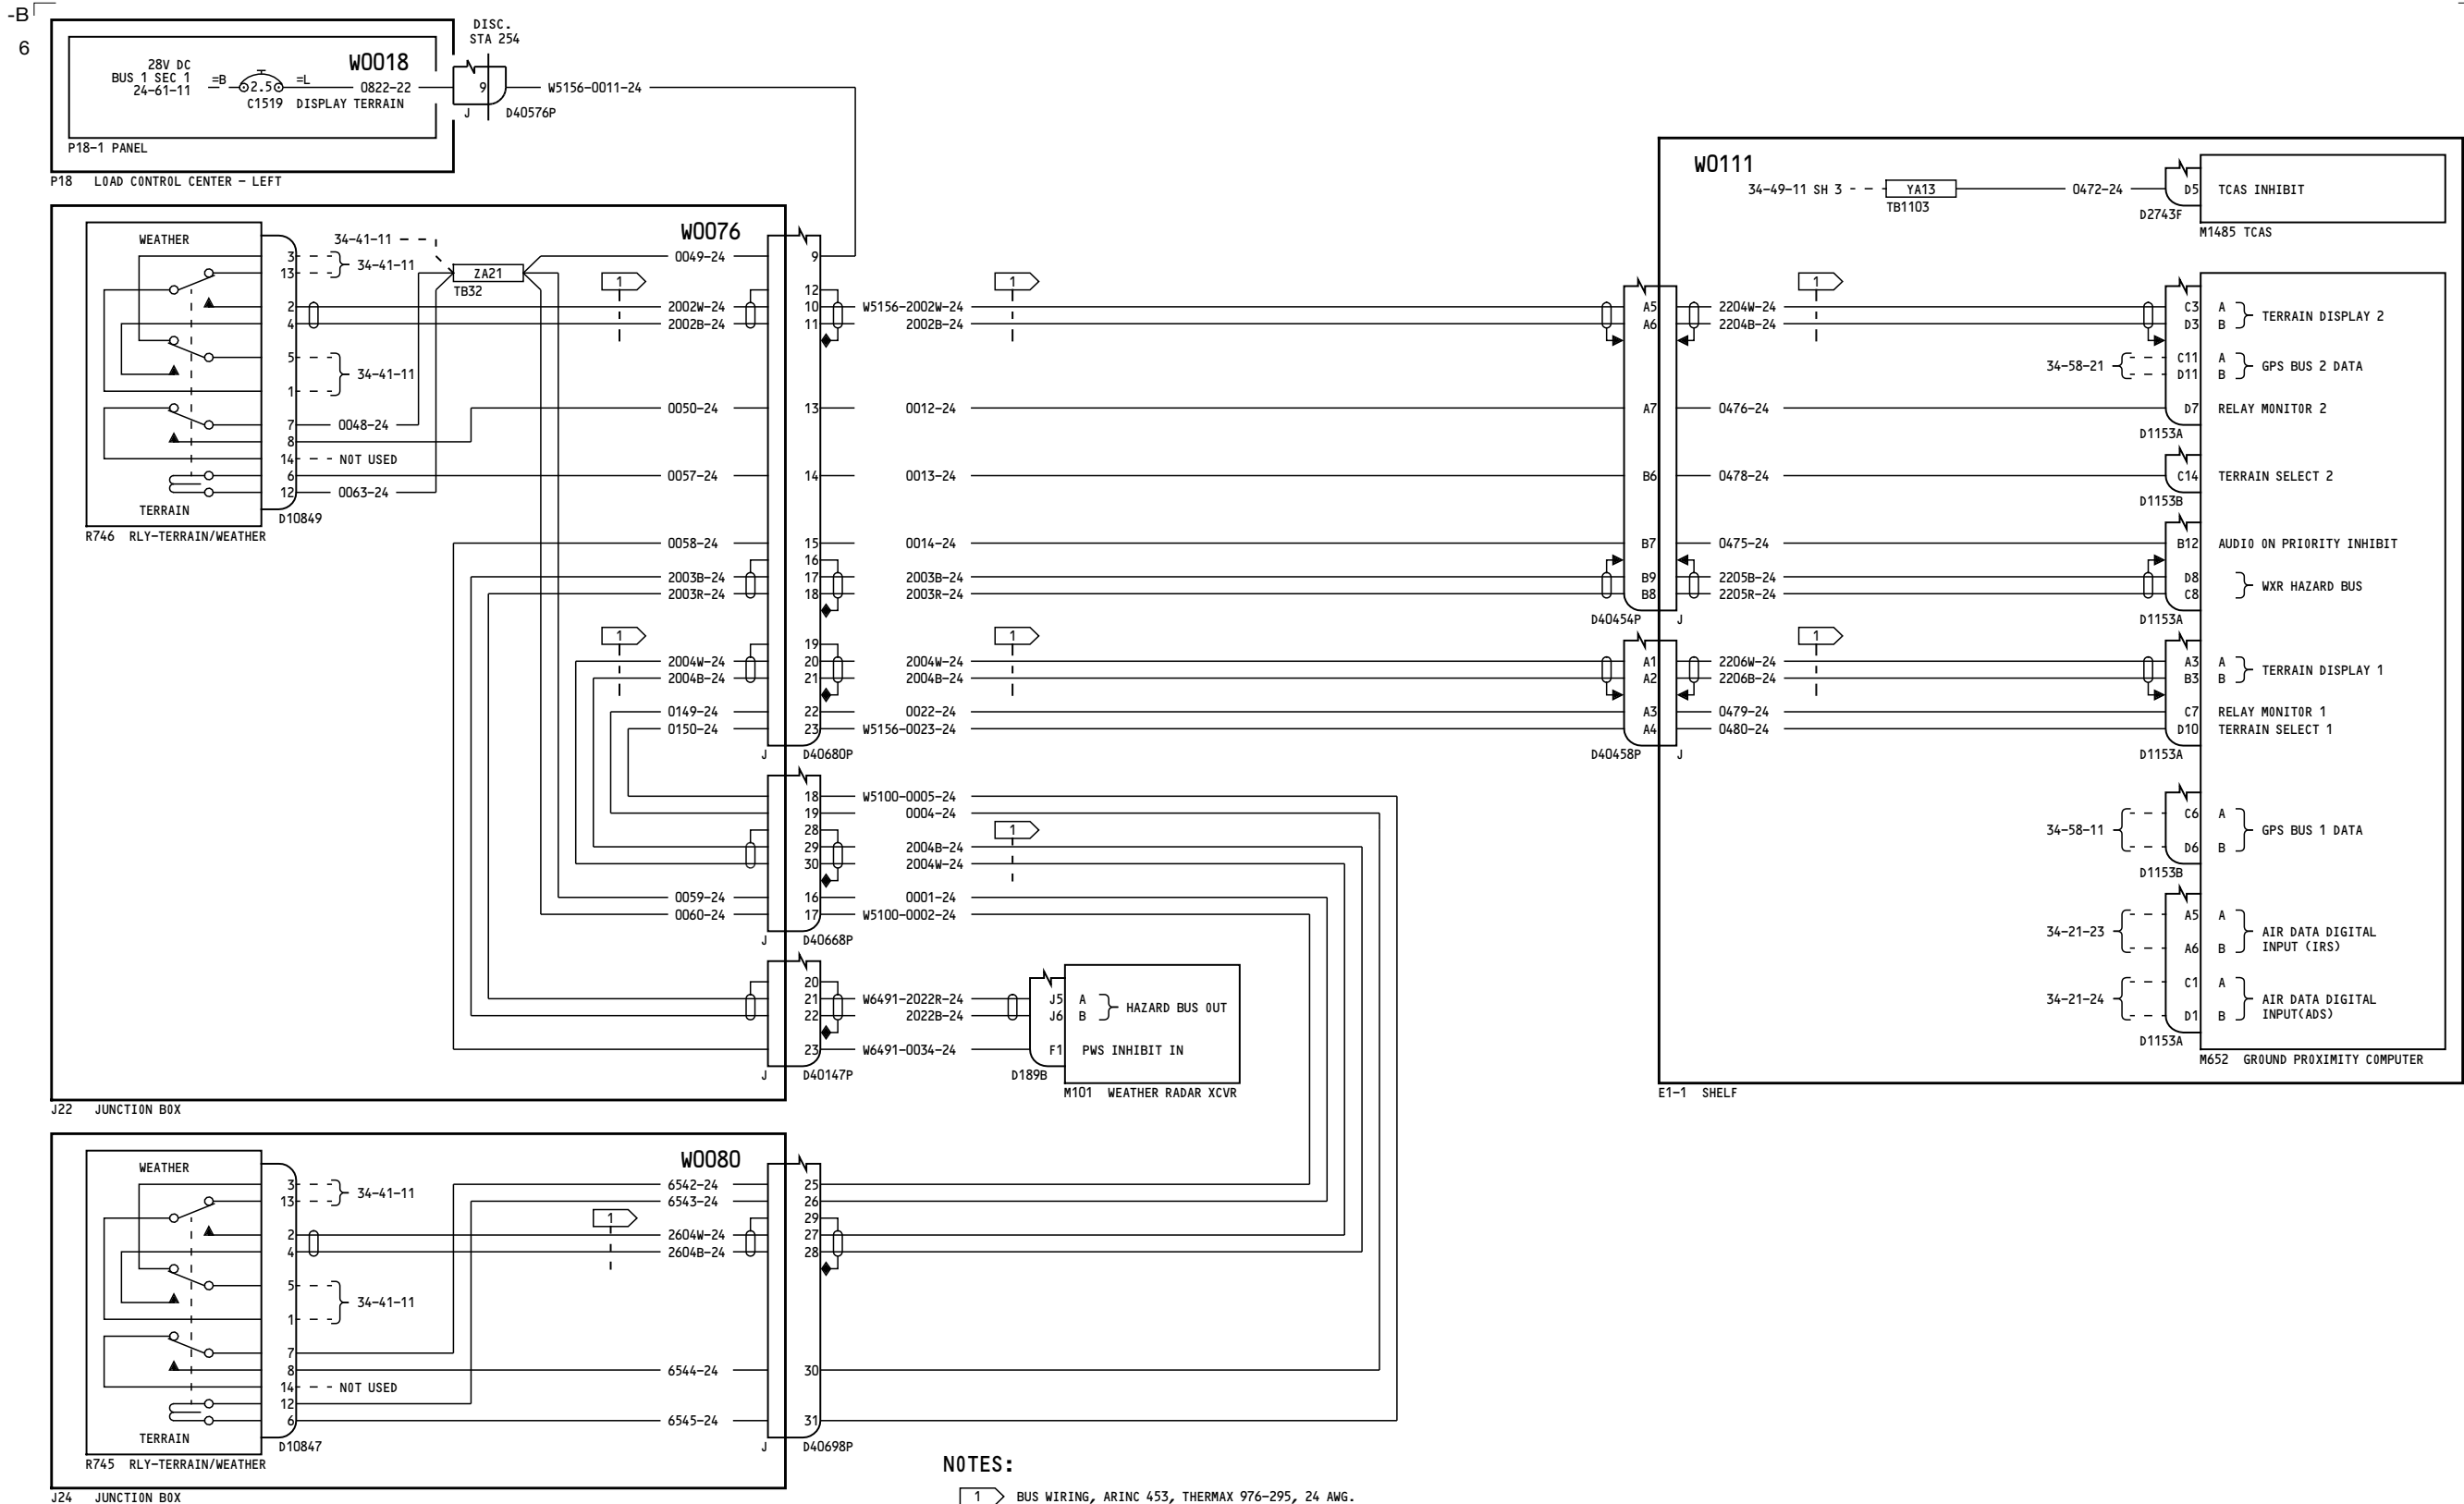 -B
6
DISC.
STA 254
W0018
28V DC
BUS 1 SEC 1
24-61-11
=B
2.5
=L
0822-22
C1519 DISPLAY TERRAIN
9
W5156-0011-24
J
D40576P
P18-1 PANEL
P18 LOAD CONTROL CENTER - LEFT
W0076
WEATHER
34-41-11
3
13
34-41-11
ZA21
TB32
0049-24
9
1
1
12
2
2002W-24
10
W5156-2002W-24
4
2002B-24
11
2002B-24
5
34-41-11
1
0050-24
13
0012-24
7
0048-24
8
14
NOT USED
6
0057-24
14
0013-24
12
0063-24
TERRAIN
D10849
R746 RLY-TERRAIN/WEATHER
0058-24
15
0014-24
16
2003B-24
17
2003B-24
2003R-24
18
2003R-24
1
1
19
2004W-24
20
2004W-24
2004B-24
21
2004B-24
0149-24
22
0022-24
0150-24
23
W5156-0023-24
J
D40680P
18
W5100-0005-24
19
0004-24
28
1
29
2004B-24
30
2004W-24
0059-24
16
0001-24
0060-24
17
W5100-0002-24
J
D40668P
20
21
W6491-2022R-24
J5
A
HAZARD BUS OUT
22
2022B-24
J6
B
23
W6491-0034-24
F1
PWS INHIBIT IN
J
D40147P
D189B
M101 WEATHER RADAR XCVR
J22 JUNCTION BOX
W0111
34-49-11 SH 3
YA13
TB1103
0472-24
D5
TCAS INHIBIT
D2743F
M1485 TCAS
1
A5
2204W-24
C3
A
TERRAIN DISPLAY 2
A6
2204B-24
D3
B
34-58-21
C11
A
GPS BUS 2 DATA
D11
B
A7
0476-24
D7
RELAY MONITOR 2
D1153A
B6
0478-24
C14
TERRAIN SELECT 2
D1153B
B7
0475-24
B12
AUDIO ON PRIORITY INHIBIT
B9
2205B-24
D8
WXR HAZARD BUS
B8
2205R-24
C8
D40454P
J
D1153A
1
A1
2206W-24
A3
A
TERRAIN DISPLAY 1
A2
2206B-24
B3
B
A3
0479-24
C7
RELAY MONITOR 1
A4
0480-24
D10
TERRAIN SELECT 1
D40458P
J
D1153A
34-58-11
C6
A
GPS BUS 1 DATA
D6
B
D1153B
34-21-23
A5
A
AIR DATA DIGITAL
INPUT (IRS)
A6
B
34-21-24
C1
A
AIR DATA DIGITAL
INPUT(ADS)
D1
B
D1153A
M652 GROUND PROXIMITY COMPUTER
E1-1 SHELF
W0080
WEATHER
3
13
34-41-11
6542-24
25
6543-24
26
1
29
2
2604W-24
27
4
2604B-24
28
5
34-41-11
1
7
8
6544-24
30
14
NOT USED
12
6
6545-24
31
TERRAIN
D10847
J
D40698P
R745 RLY-TERRAIN/WEATHER
J24 JUNCTION BOX
NOTES:
1 BUS WIRING, ARINC 453, THERMAX 976-295, 24 AWG.